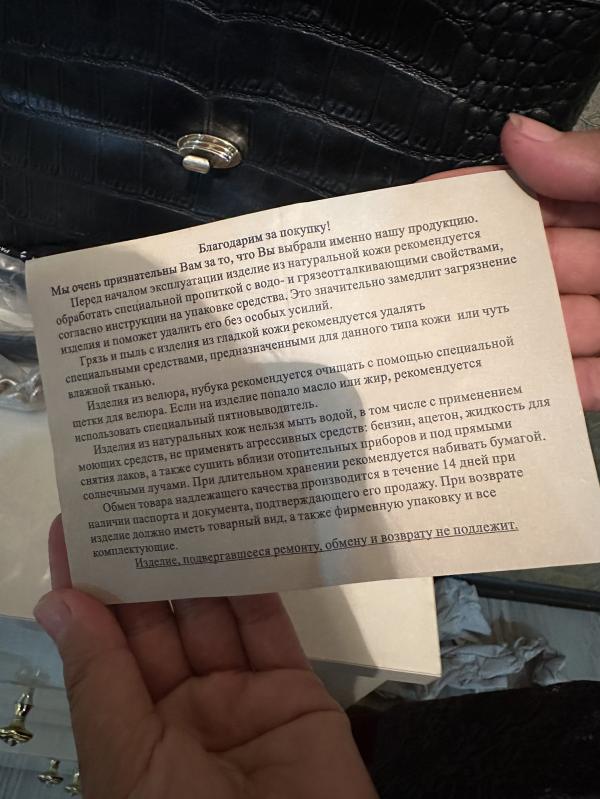 Благодарим за покупку!
Мы очень признательны Вам за то, что Вы выбрали именно нашу продукцию.
Перед началом эксплуатации изделие из натуральной кожи рекомендуется
обработать специальной пропиткой с водо- и грязеотталкивающими свойствами,
согласно инструкции на упаковке средства. Это значительно замедлит загрязнение
изделия и поможет удалить его без особых усилий.
Грязь и пыль с изделия из гладкой кожи рекомендуется удалять
специальными средствами, предназначенными для данного типа кожи или чуть
влажной тканью.
Изделия из велюра, нубука рекомендуется очищать с помощью специальной
щетки для велюра. Если на изделие попало масло или жир, рекомендуется
использовать специальный пятновыводитель.
Изделия из натуральных кож нельзя мыть водой, в том числе с применением
моющих средств, не применять агрессивных средств: бензин, ацетон, жидкость для
снятия лаков, а также сушить вблизи отопительных приборов и под прямыми
солнечными лучами. При длительном хранении рекомендуется набивать бумагой.
Обмен товара надлежащего качества производится в течение 14 дней при
наличии паспорта и документа, подтверждающего его продажу. При возврате
изделие должно иметь товарный вид, а также фирменную упаковку и все
комплектующие.
Изделие, подвергавшееся ремонту, обмену и возврату не подлежит.